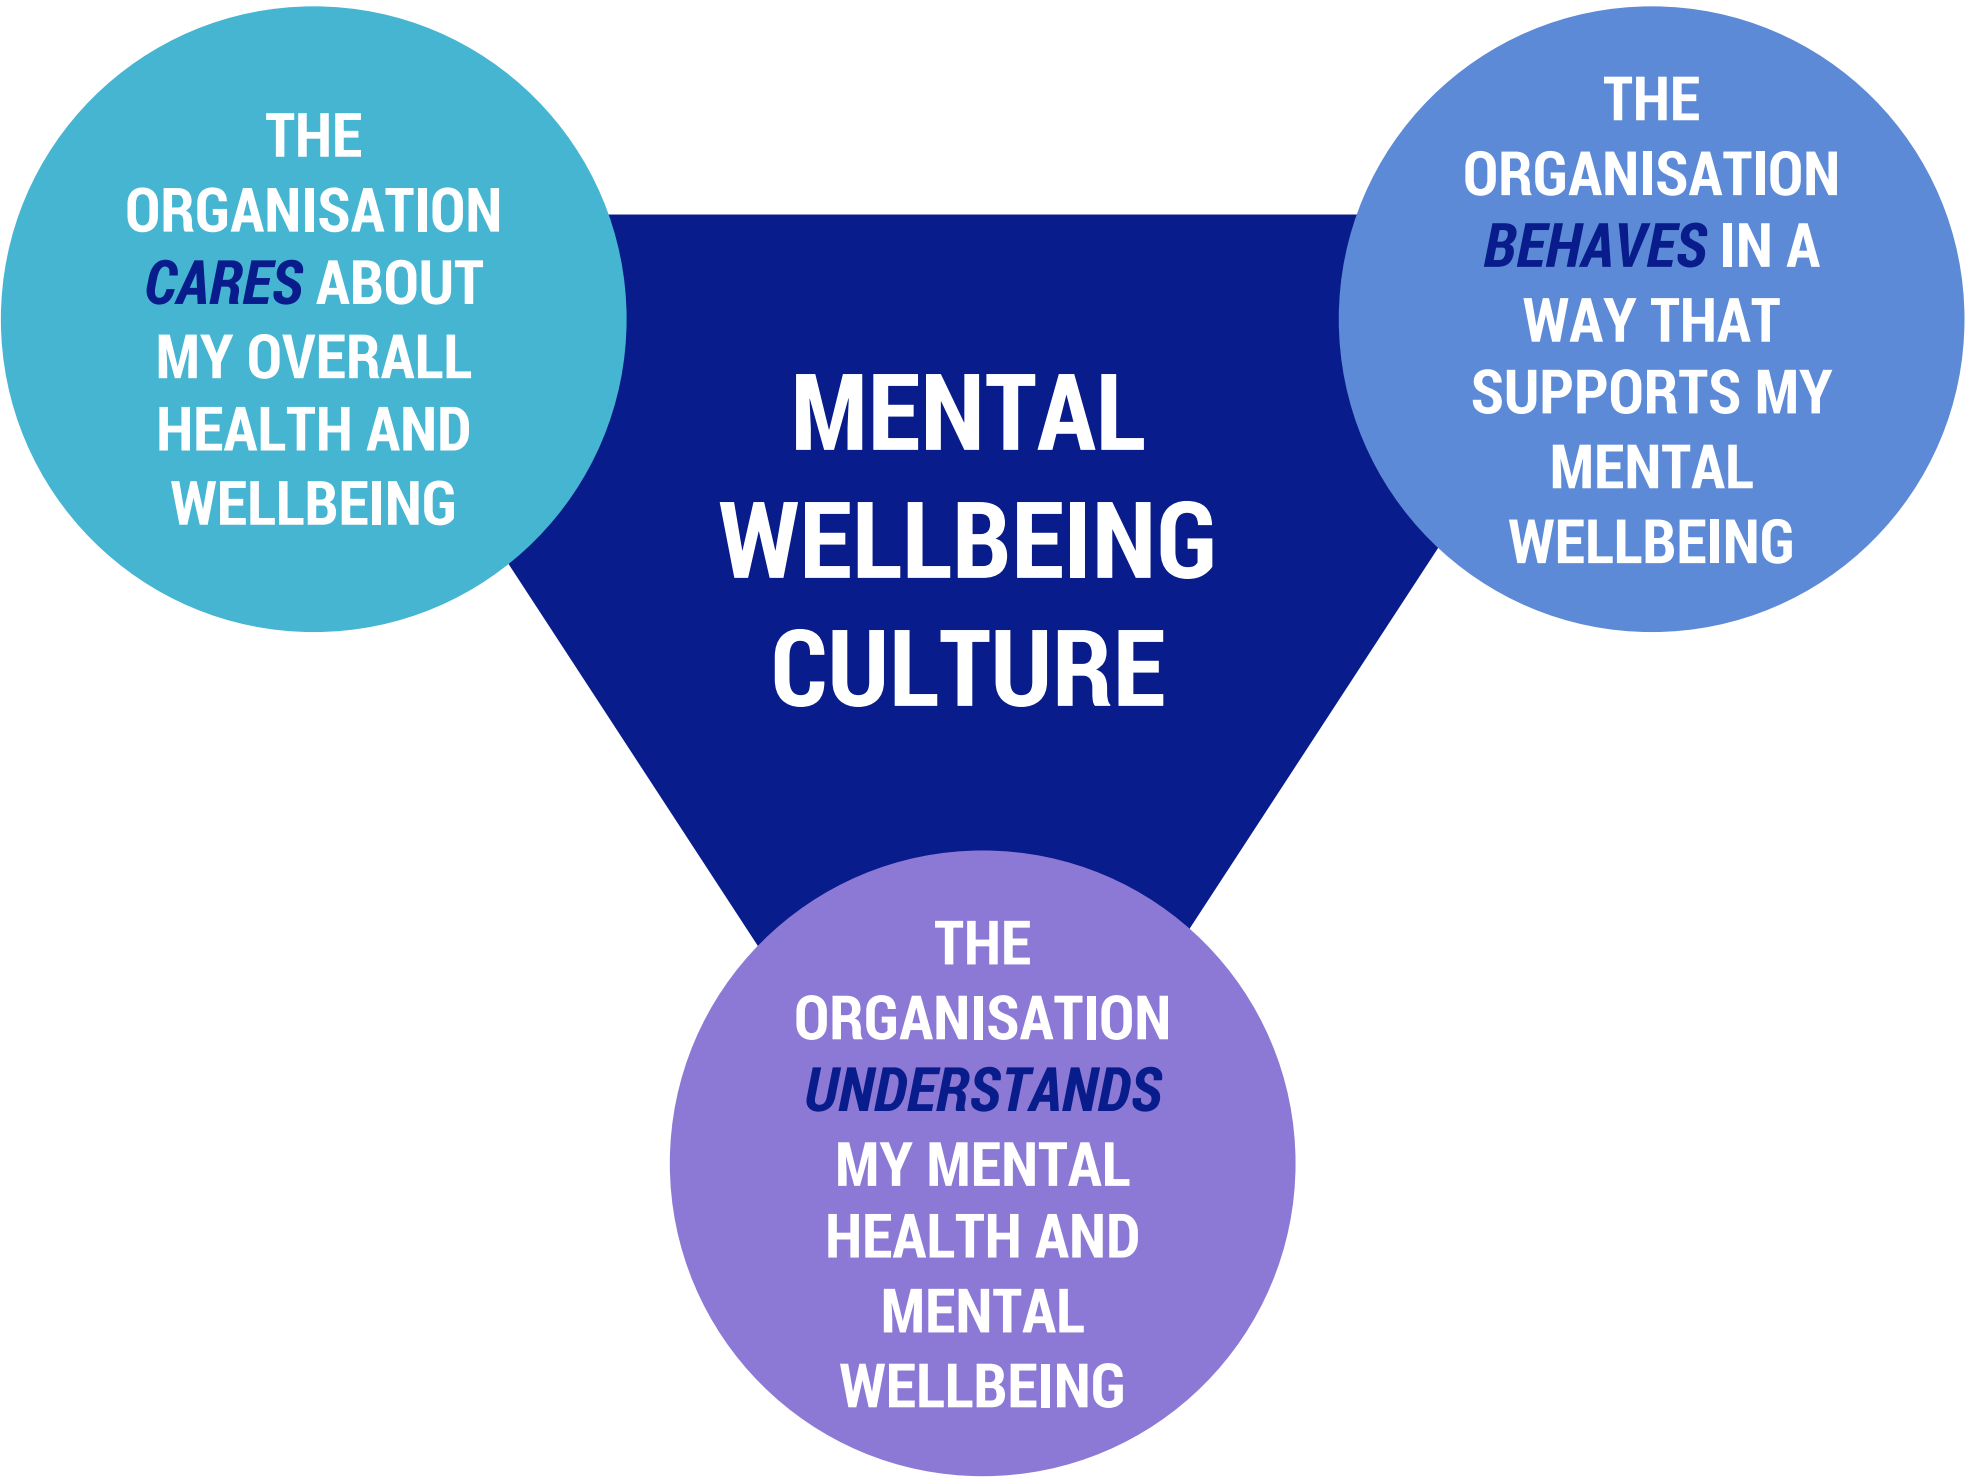 THE
ORGANISATION
CARES ABOUT
MY OVERALL
HEALTH AND
WELLBEING
MENTAL
WELLBEING
CULTURE
THE
ORGANISATION
BEHAVES IN A
WAY THAT
SUPPORTS MY
MENTAL
WELLBEING
THE
ORGANISATION
UNDERSTANDS
MY MENTAL
HEALTH AND
MENTAL
WELLBEING